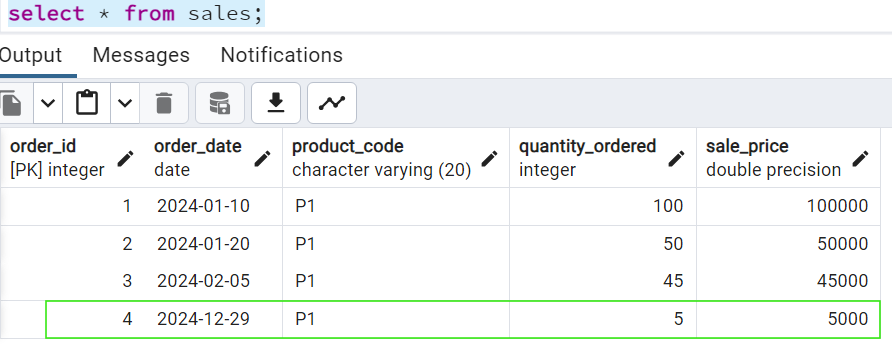 select * from sales;
Output Messages Notifications
order_id order_date product_code quantity_ordered sale_price
[PK] integer date character varying (20) integer double precision
1 2024-01-10 P1 100 100000
2 2024-01-20 P1 50 50000
3 2024-02-05 P1 45 45000
4 2024-12-29 P1 5 5000